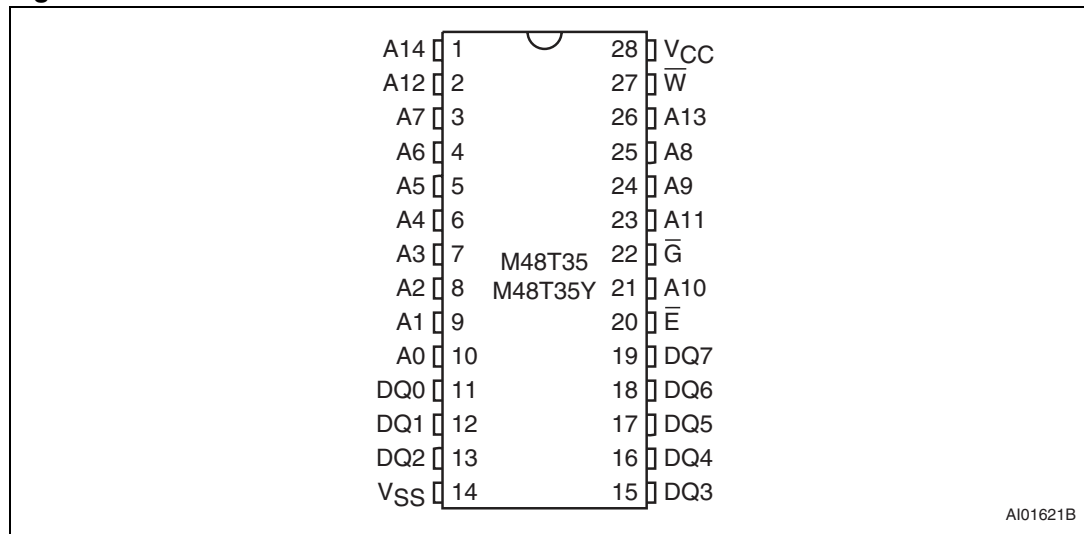 A14 1 28 VCC
A12 2 27 W̅
A7 3 26 A13
A6 4 25 A8
A5 5 24 A9
A4 6 23 A11
A3 7 M48T35 22 G̅
A2 8 M48T35Y 21 A10
A1 9 20 E̅
A0 10 19 DQ7
DQ0 11 18 DQ6
DQ1 12 17 DQ5
DQ2 13 16 DQ4
VSS 14 15 DQ3
AI01621B